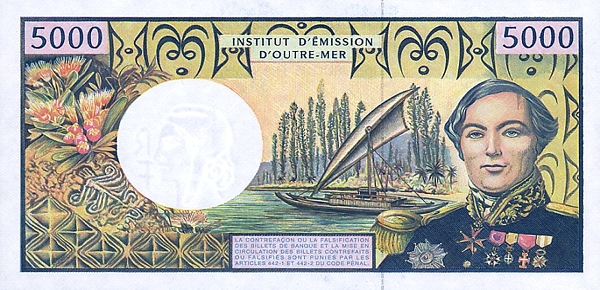 5000
INSTITUT D'ÉMISSION
D'OUTRE-MER
5000
LA CONTREFAÇON OU LA FALSIFICATION
DES BILLETS DE BANQUE ET LA MISE EN
CIRCULATION DES BILLETS CONTREFAITS
OU FALSIFIÉS SONT PUNIES PAR LES
ARTICLES 442-1 ET 442-2 DU CODE PÉNAL.